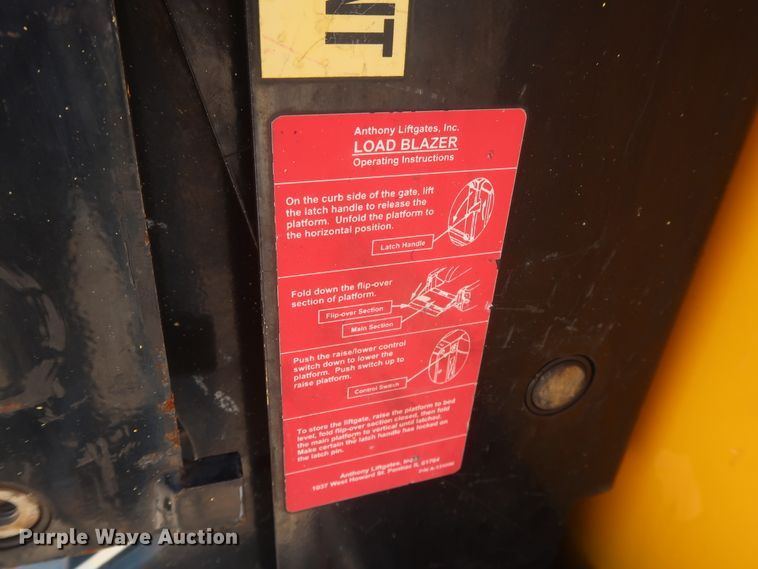 NT
Anthony Liftgates, Inc.
LOAD BLAZER
Operating Instructions
On the curb side of the gate, lift
the latch handle to release the
platform. Unfold the platform to
the horizontal position.
Latch Handle
Fold down the flip-over
section of platform.
Flip-over Section
Main Section
Push the raise/lower control
switch down to lower the
platform. Push switch up to
raise platform.
Control Switch
To store the liftgate, raise the platform to bed
level, fold flip-over section closed, then fold
the main platform to vertical until latched.
Make certain the latch handle has locked on
the latch pin.
Anthony Liftgates, Inc.
1037 West Howard St. Pontiac IL 61764
Purple Wave Auction